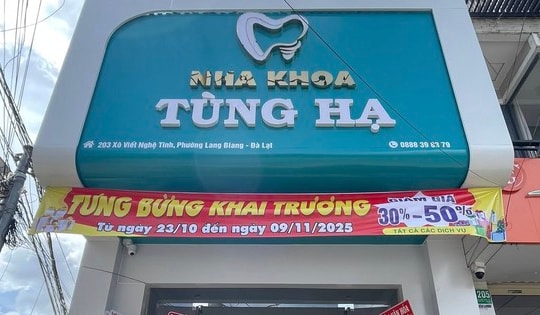 NHA KHOA
TÙNG HẠ
203 Xô Viết Nghệ Tĩnh, Phường Lang Biang - Đà Lạt
0888 39 63 79
TƯNG BỪNG KHAI TRƯƠNG
Từ ngày 23/10 đến ngày 09/11/2025
GIẢM GIÁ
30%-50%
TẤT CẢ CÁC DỊCH VỤ
205